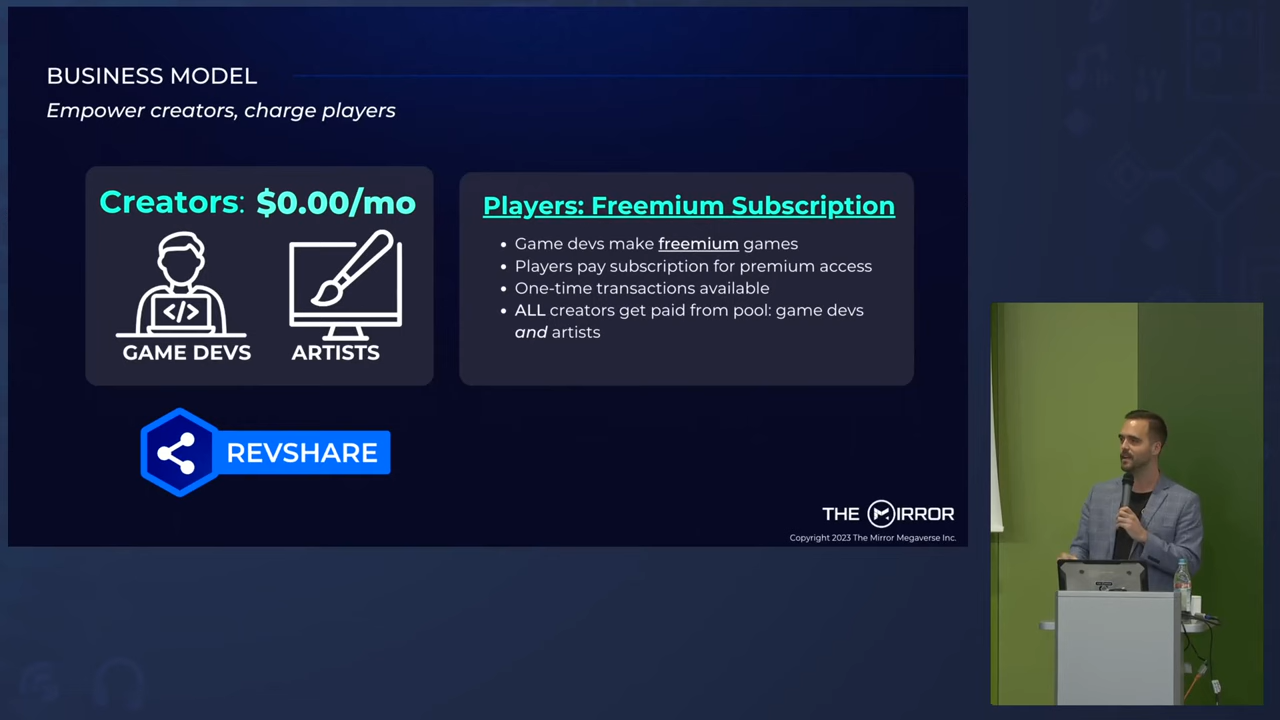 BUSINESS MODEL
Empower creators, charge players
Creators: $0.00/mo
</>
GAME DEVS
ARTISTS
REVSHARE
Players: Freemium Subscription
• Game devs make freemium games
• Players pay subscription for premium access
• One-time transactions available
• ALL creators get paid from pool: game devs
and artists
THE MIRROR
Copyright 2023 The Mirror Megaverse Inc.